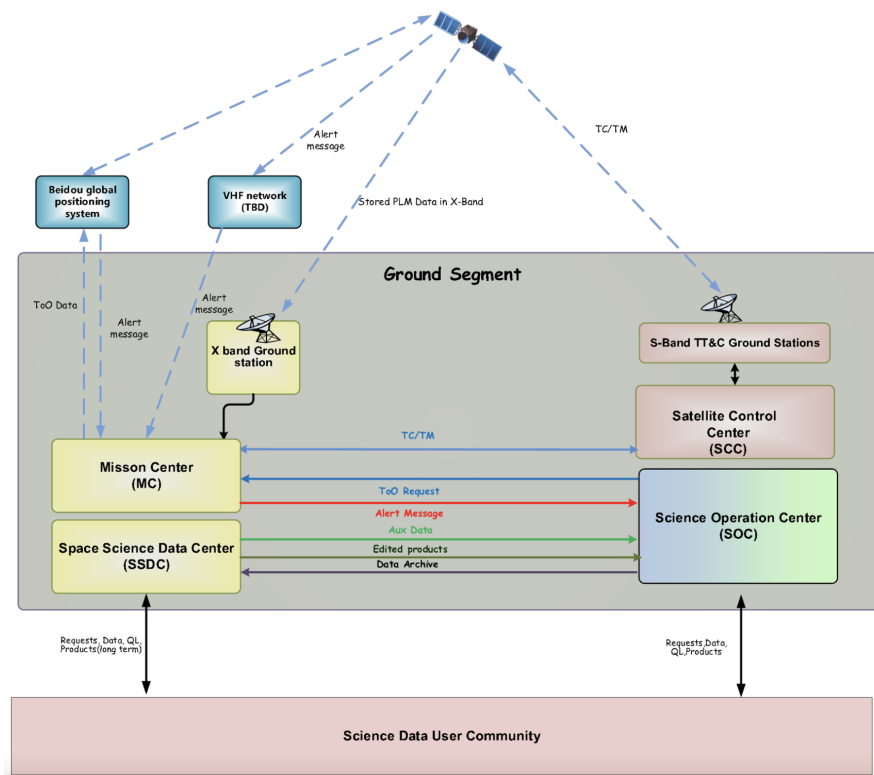 Alert
message
TC/TM
Beidou global
positioning
system
VHF network
(TBD)
Stored PLM Data in X-Band
Ground Segment
ToO Data
Alert
message
Alert
message
X band Ground
station
S-Band TT&C Ground Stations
Satellite Control
Center
(SCC)
TC/TM
Misson Center
(MC)
ToO Request
Alert Message
Science Operation Center
(SOC)
Aux Data
Space Science Data Center
(SSDC)
Edited products
Data Archive
Requests, Data, QL,
Products(long term)
Requests,Data,
QL,Products
Science Data User Community